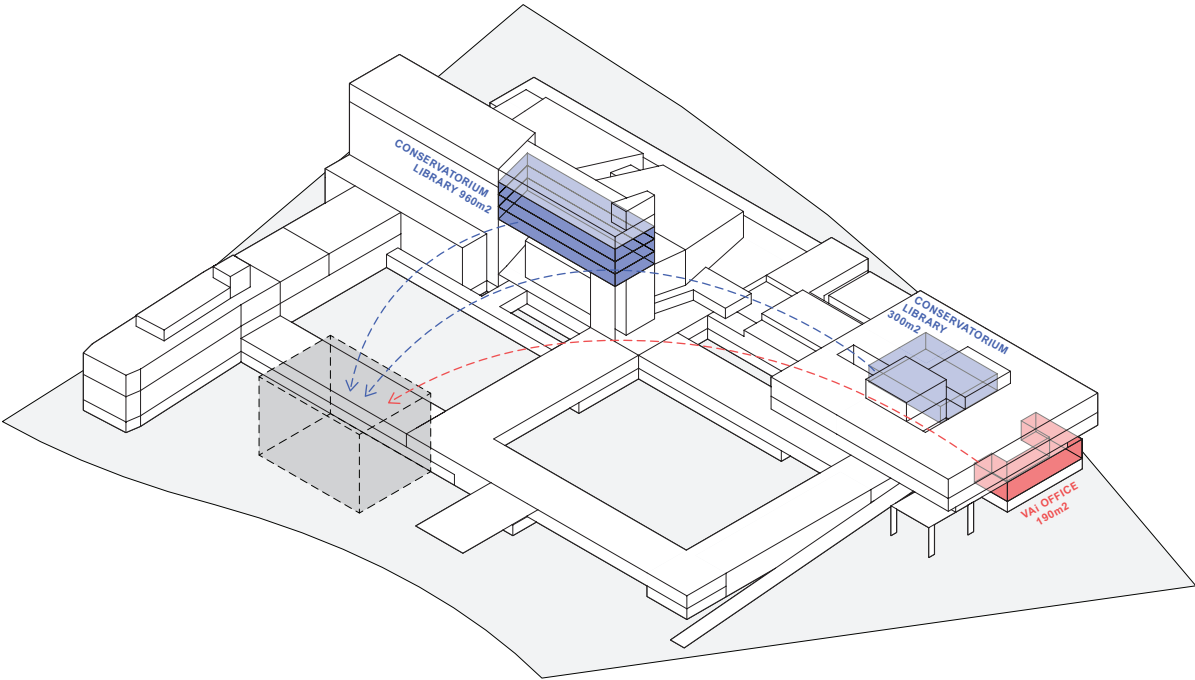 CONSERVATORIUM
LIBRARY 960m2
CONSERVATORIUM
LIBRARY
300m2
VAi OFFICE
190m2